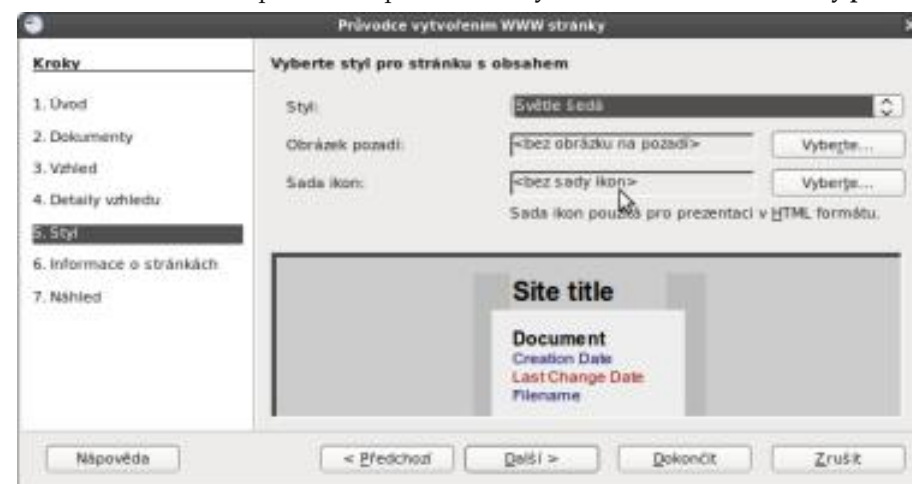 Průvodce vytvořením WWW stránky
Kroky
1. Úvod
2. Dokumenty
3. Vzhled
4. Detaily vzhledu
5. Styl
6. Informace o stránkách
7. Náhled
Vyberte styl pro stránku s obsahem
Styl: Světle šedá
Obrázek pozadí: <bez obrázku na pozadí> Vyberte...
Sada ikon: <bez sady ikon> Vyberte...
Sada ikon použitá pro prezentaci v HTML formátu.
Site title
Document
Creation Date
Last Change Date
Filename
Nápověda < Předchozí Další > Dokončit Zrušit